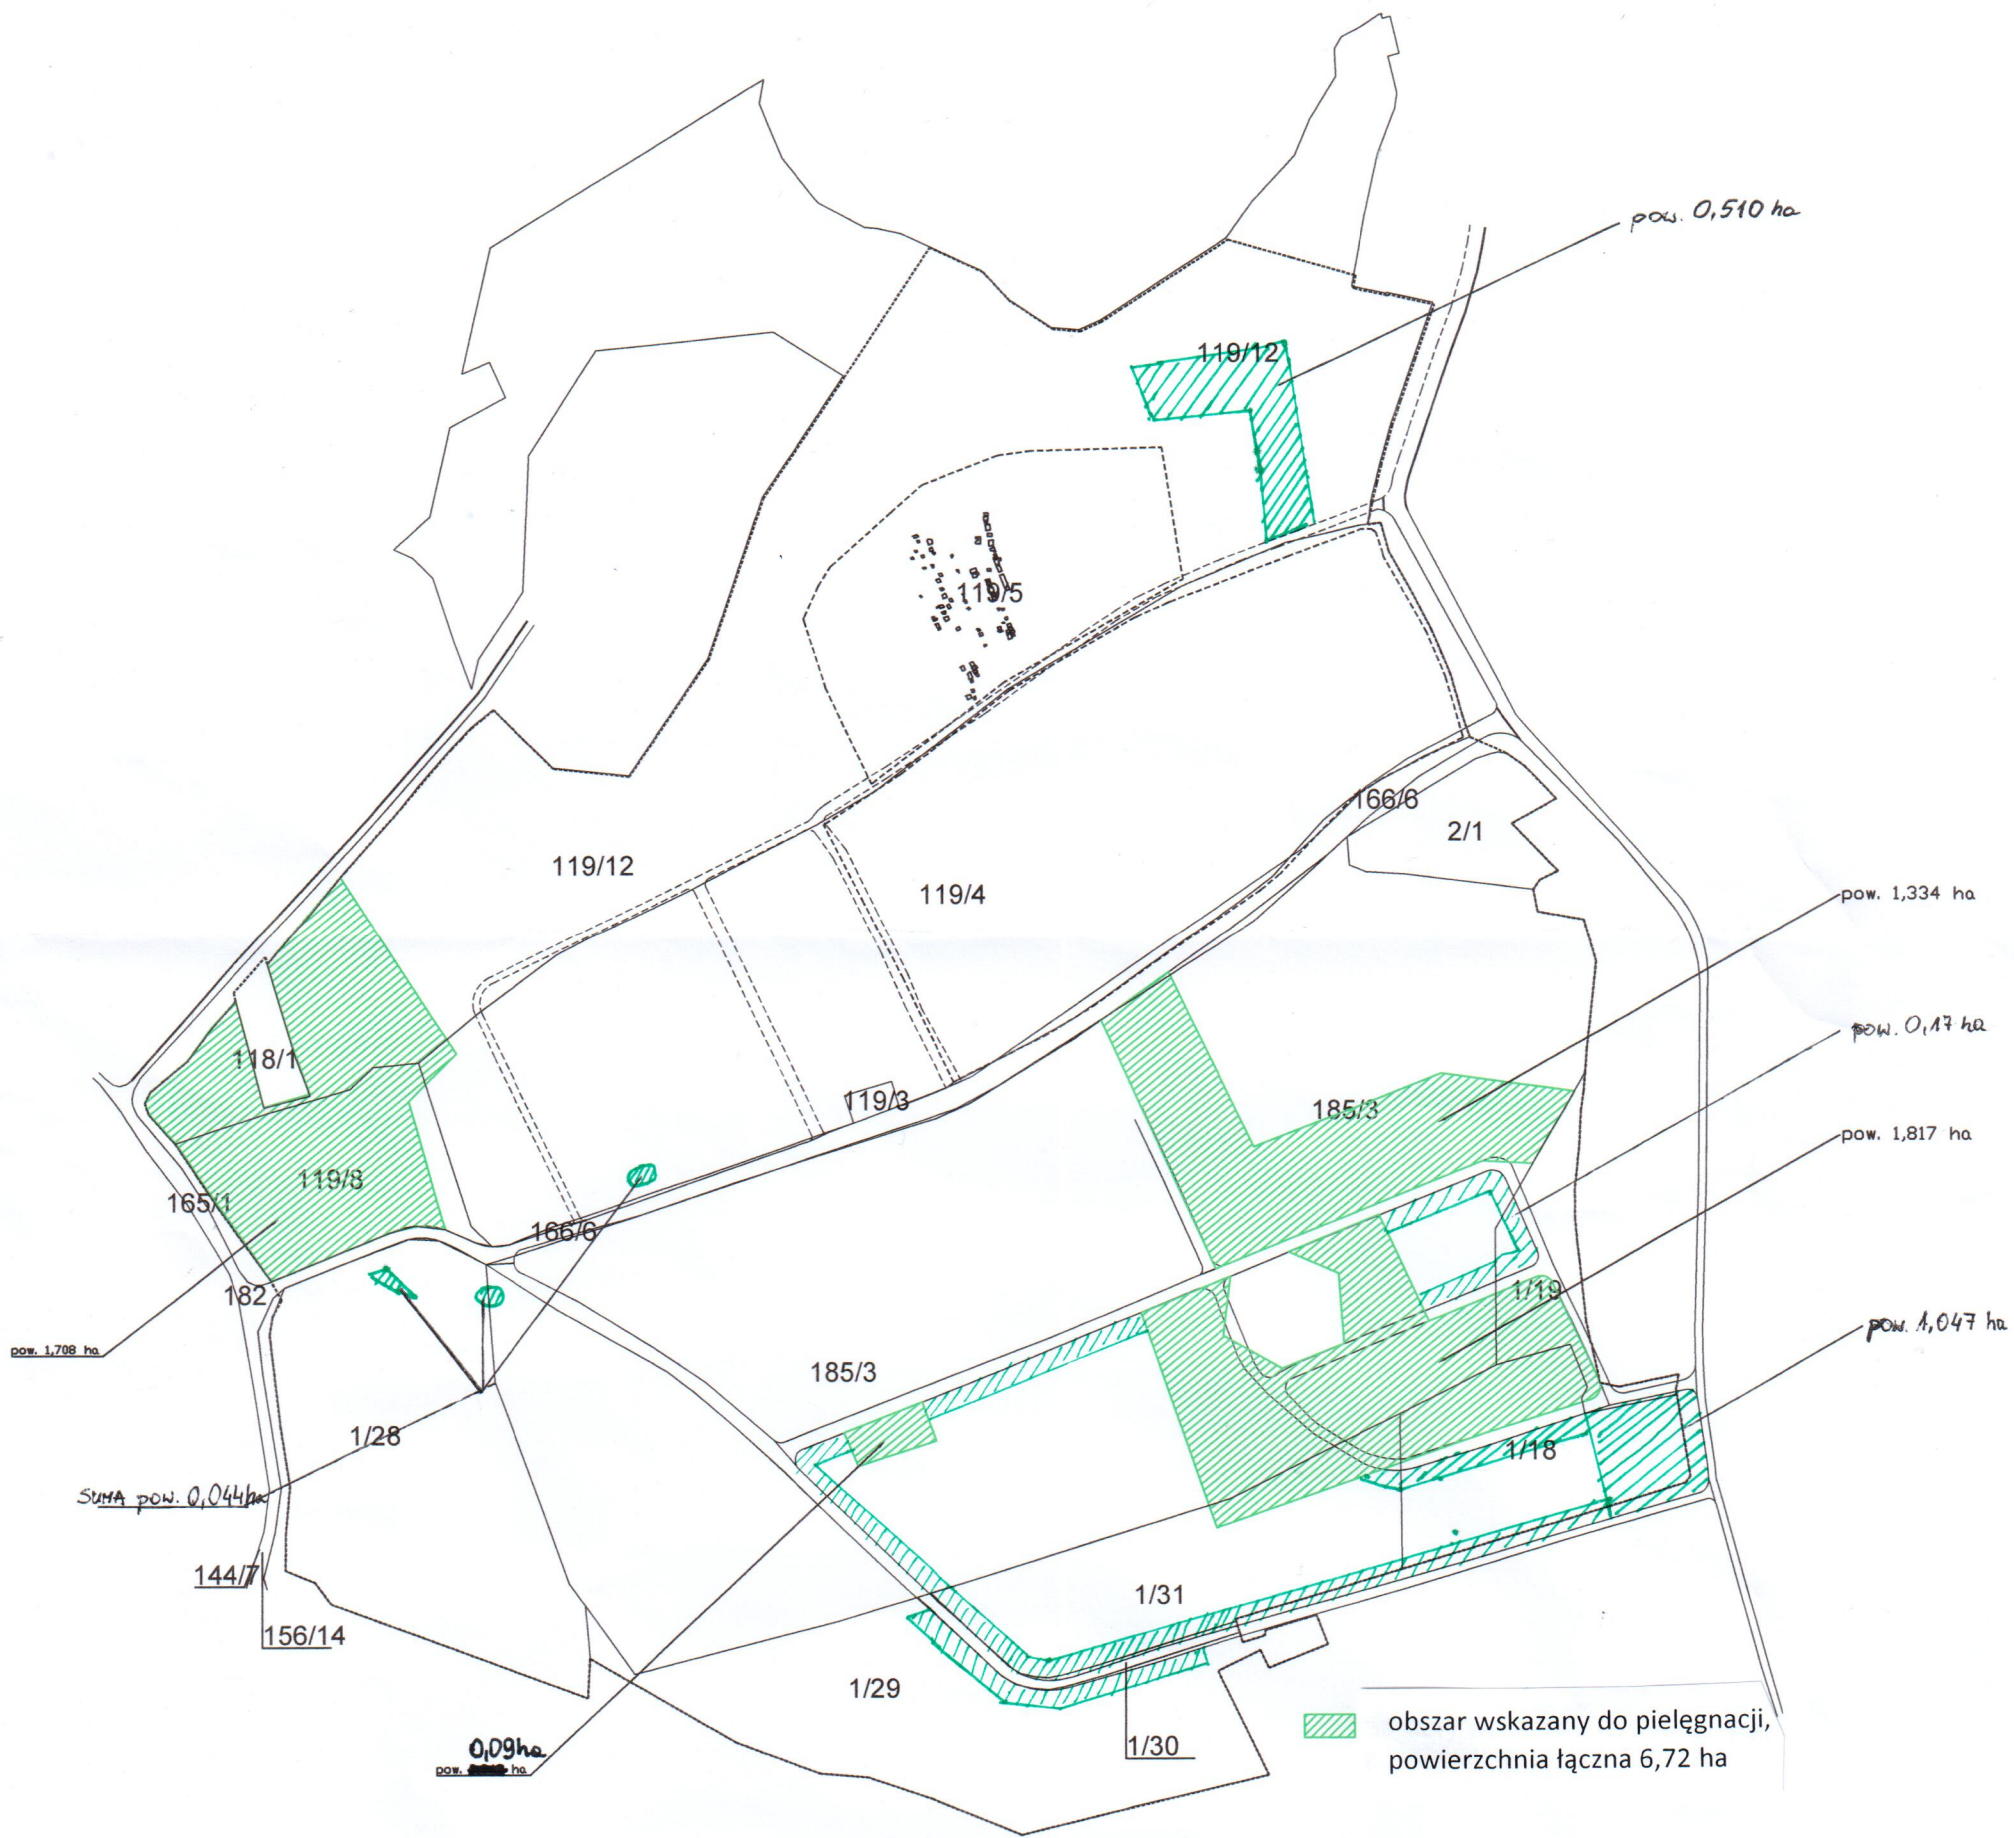 pow. 0,510 ha
119/12
119/5
166/6
2/1
119/12
119/4
pow. 1,334 ha
pow. 0,17 ha
118/1
119/3
185/3
pow. 1,817 ha
119/8
165/1
166/6
182
1/19
pow. 1,047 ha
pow. 1,708 ha
185/3
1/28
1/18
SUMA pow. 0,044ha
144/7
1/31
156/14
1/29
obszar wskazany do pielęgnacji,
powierzchnia łączna 6,72 ha
1/30
0,09ha
pow. ha